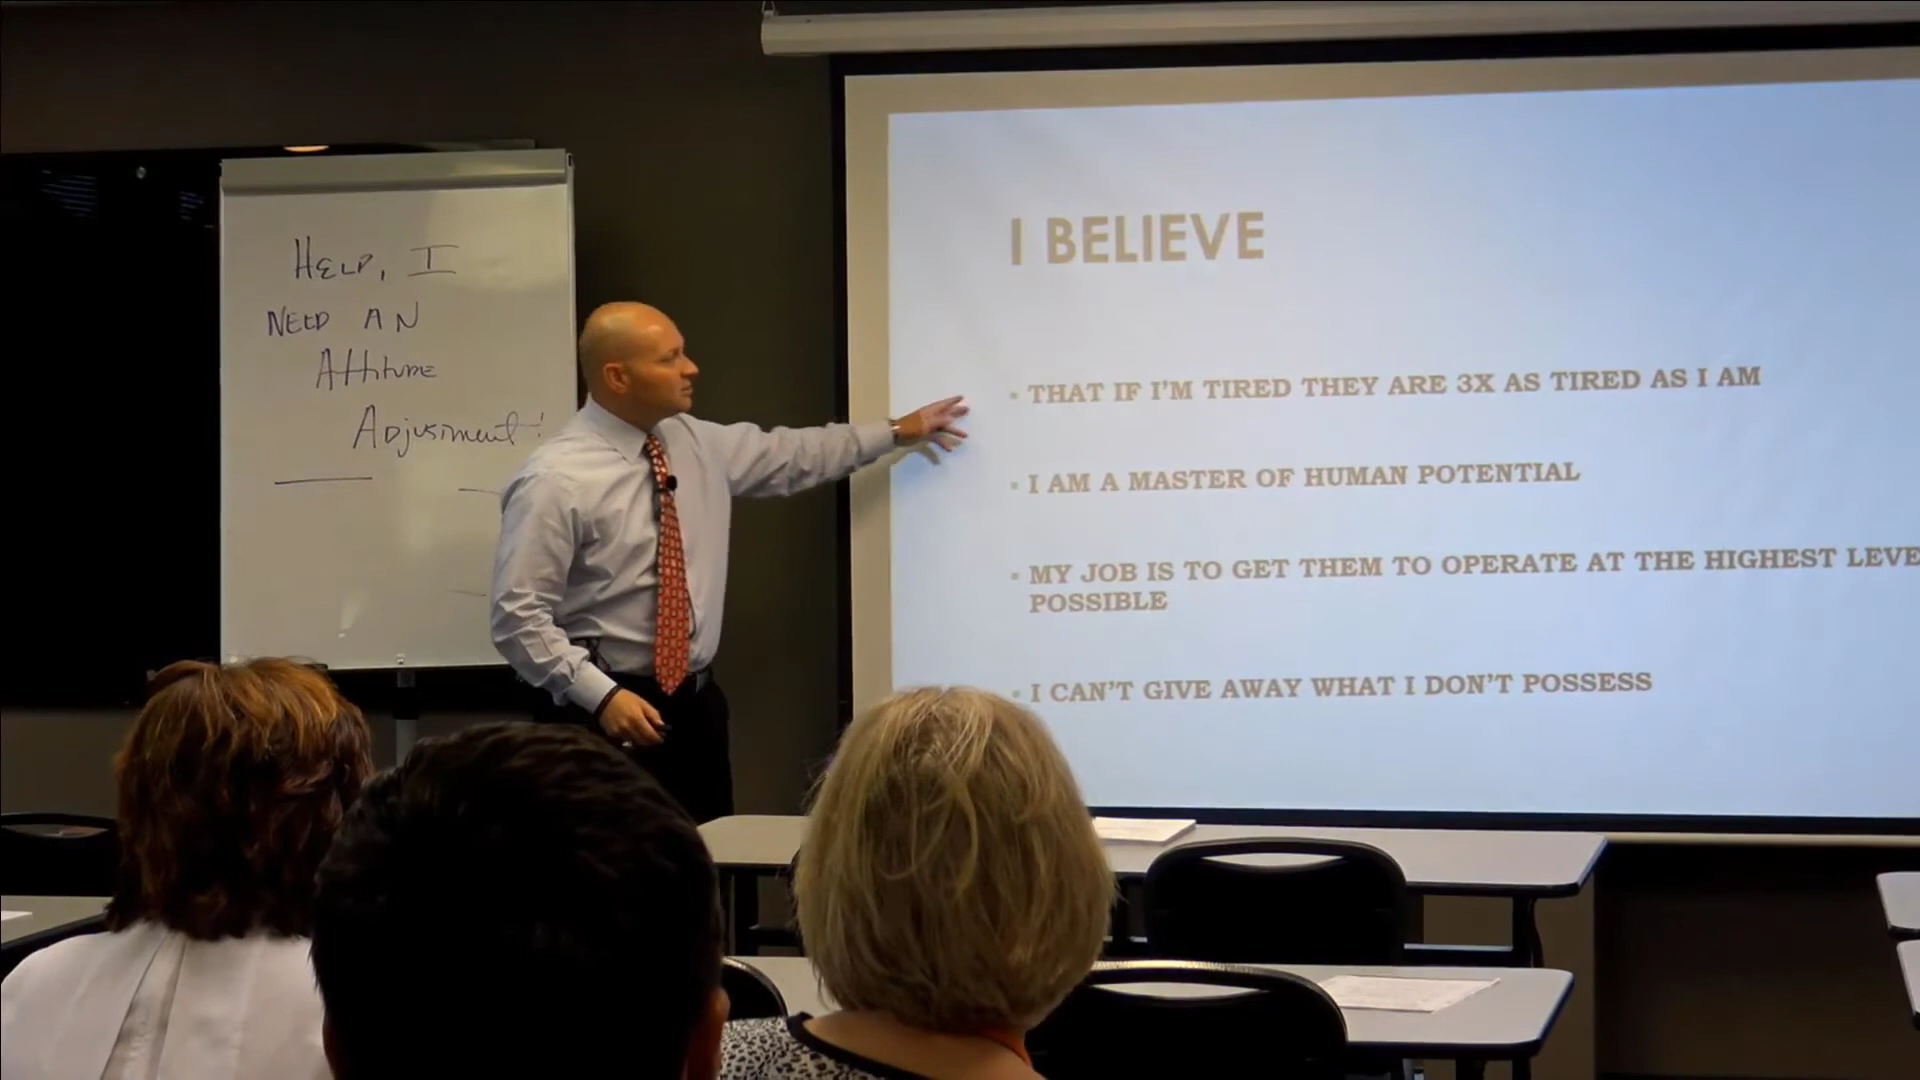 HELP, I
NEED AN
Attitude
Adjustment!
I BELIEVE
THAT IF I'M TIRED THEY ARE 3X AS TIRED AS I AM
I AM A MASTER OF HUMAN POTENTIAL
MY JOB IS TO GET THEM TO OPERATE AT THE HIGHEST LEVE
POSSIBLE
I CAN'T GIVE AWAY WHAT I DON'T POSSESS